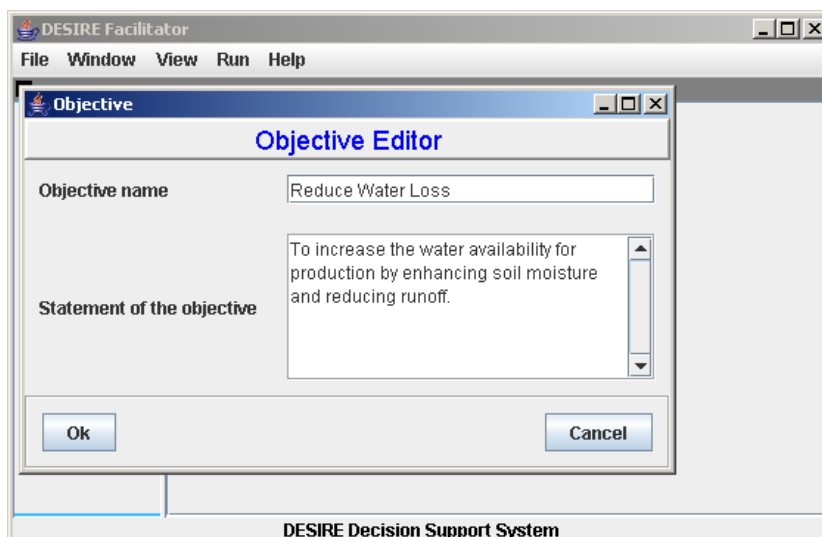 DESIRE Facilitator
File Window View Run Help
Objective
Objective Editor
Objective name
Reduce Water Loss
Statement of the objective
To increase the water availability for
production by enhancing soil moisture
and reducing runoff.
Ok
Cancel
DESIRE Decision Support System